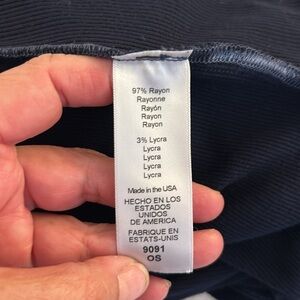 97% Rayon
Rayonne
Rayón
Rayon
Rayon
3% Lycra
Lycra
Lycra
Lycra
Lycra
Made in the USA
HECHO EN LOS
ESTADOS
UNIDOS
DE AMERICA
FABRIQUE EN
ESTATS-UNIS
9091
OS